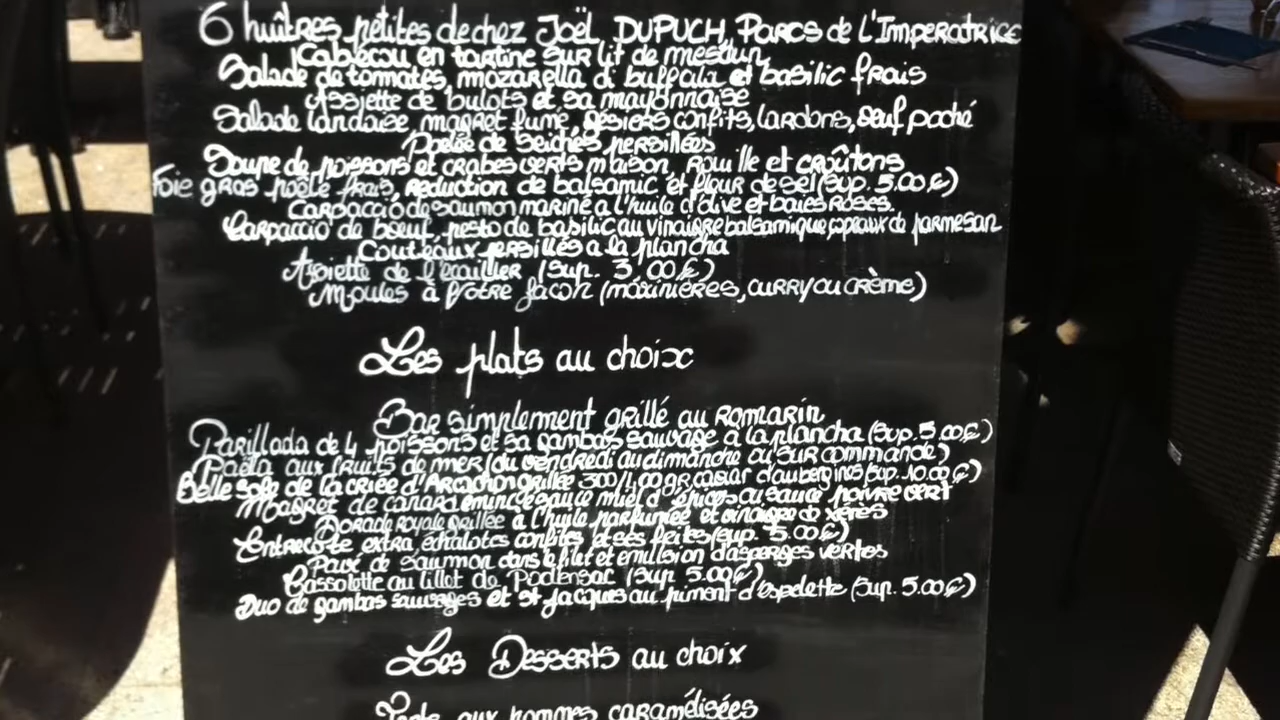 6 huîtres petites de chez Joël DUPUCH, Parcs de L'Imperatrice
Cabécou en tartine sur lit de mesclun
Salade de tomates, mozarella di buffala et basilic frais
Assiette de bulots et sa mayonnaise
Salade landaise, magret fumé, gésiers confits, lardons, oeuf poché
Poêlée de Seiches persillées
Soupe de poissons et crabes verts maison, rouille et croûtons
Foie gras poêlé frais, réduction de balsamic et fleur de sel (Sup. 5.00€)
Carpaccio de saumon mariné a l'huile d'olive et baies roses.
Carpaccio de boeuf, pesto de basilic au vinaigre balsamique, copeaux de parmesan
Couteaux persillés a la plancha
Assiette de l'écailler (Sup. 3.00€)
Moules à Votre façon (marinières, curry ou crème)
Les plats au choix
Bar simplement grillé au Romarin
Parillada de 4 poissons et sa gambas sauvage à la plancha (Sup. 5.00€)
Paëla aux fruits de mer (du vendredi au dimanche ou sur commande)
Belle sole de la criée d'Arcachon grillée 300/400 gr, caviar d'aubergines (Sup. 10.00€)
Magret de canard émincé sauce miel d'épices ou sauce poivre vert
Dorade Royale grillée à l'huile parfumée et vinaigre de xérès
Entrecôte extra, échalotes confites et ses frites (sup. 5.00€)
Pavé de saumon dans le filet et émulsion d'asperges vertes
Cassolette au Lillet de Podensac (Sup 5.00€)
Duo de gambas sauvages et St Jacques au piment d'espelette (Sup. 5.00€)
Les Desserts au choix
aux pommes caramélisées